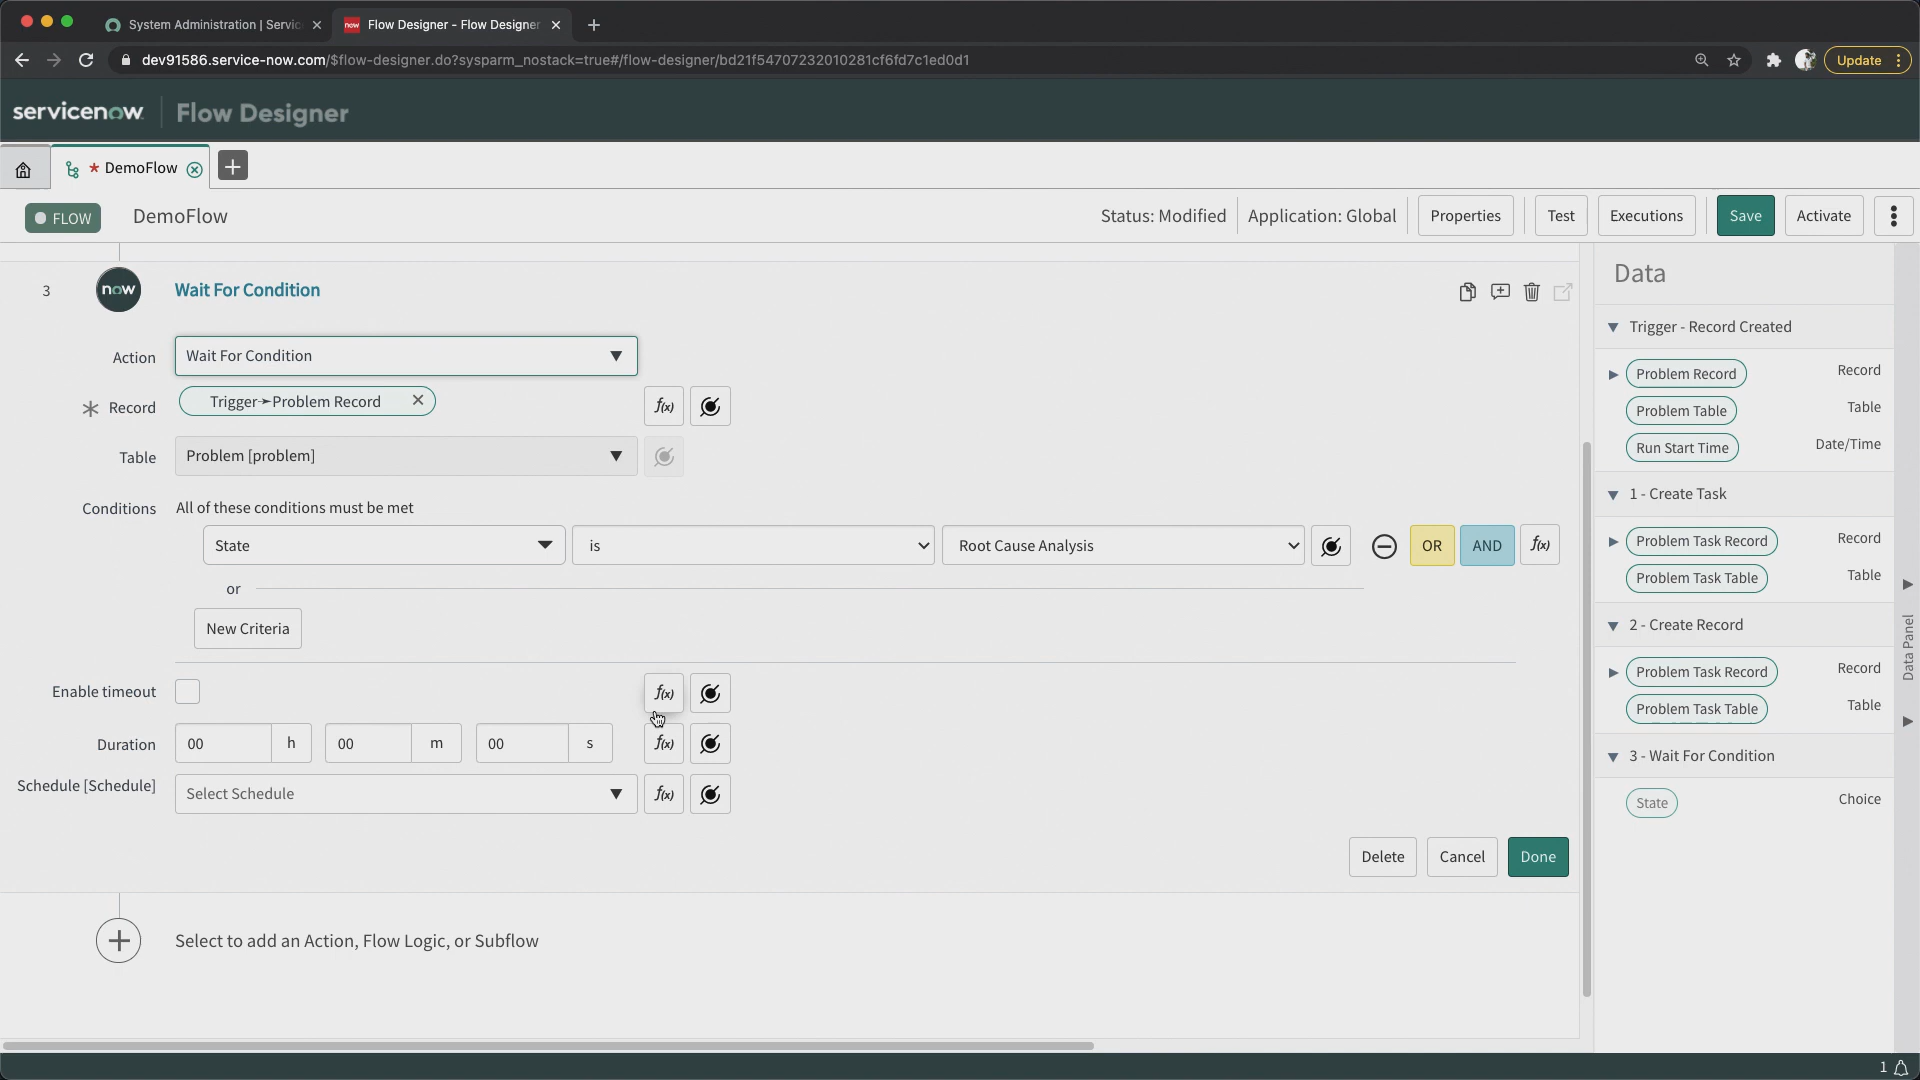 System Administration | Servic
Flow Designer - Flow Designer
dev91586.service-now.com/$flow-designer.do?sysparm_nostack=true#/flow-designer/bd21f54707232010281cf6fd7c1ed0d1
Update
servicenow
Flow Designer
* DemoFlow
FLOW
DemoFlow
Status: Modified
Application: Global
Properties
Test
Executions
Save
Activate
3
now
Wait For Condition
Action
Wait For Condition
Record
Trigger➛Problem Record
f(x)
Table
Problem [problem]
Conditions
All of these conditions must be met
State
is
Root Cause Analysis
OR
AND
f(x)
or
New Criteria
Enable timeout
f(x)
Duration
00 h
00 m
00 s
f(x)
Schedule [Schedule]
Select Schedule
f(x)
Delete
Cancel
Done
Select to add an Action, Flow Logic, or Subflow
Data
Trigger - Record Created
Problem Record
Record
Problem Table
Table
Run Start Time
Date/Time
1 - Create Task
Problem Task Record
Record
Problem Task Table
Table
2 - Create Record
Problem Task Record
Record
Problem Task Table
Table
3 - Wait For Condition
State
Choice
Data Panel
1